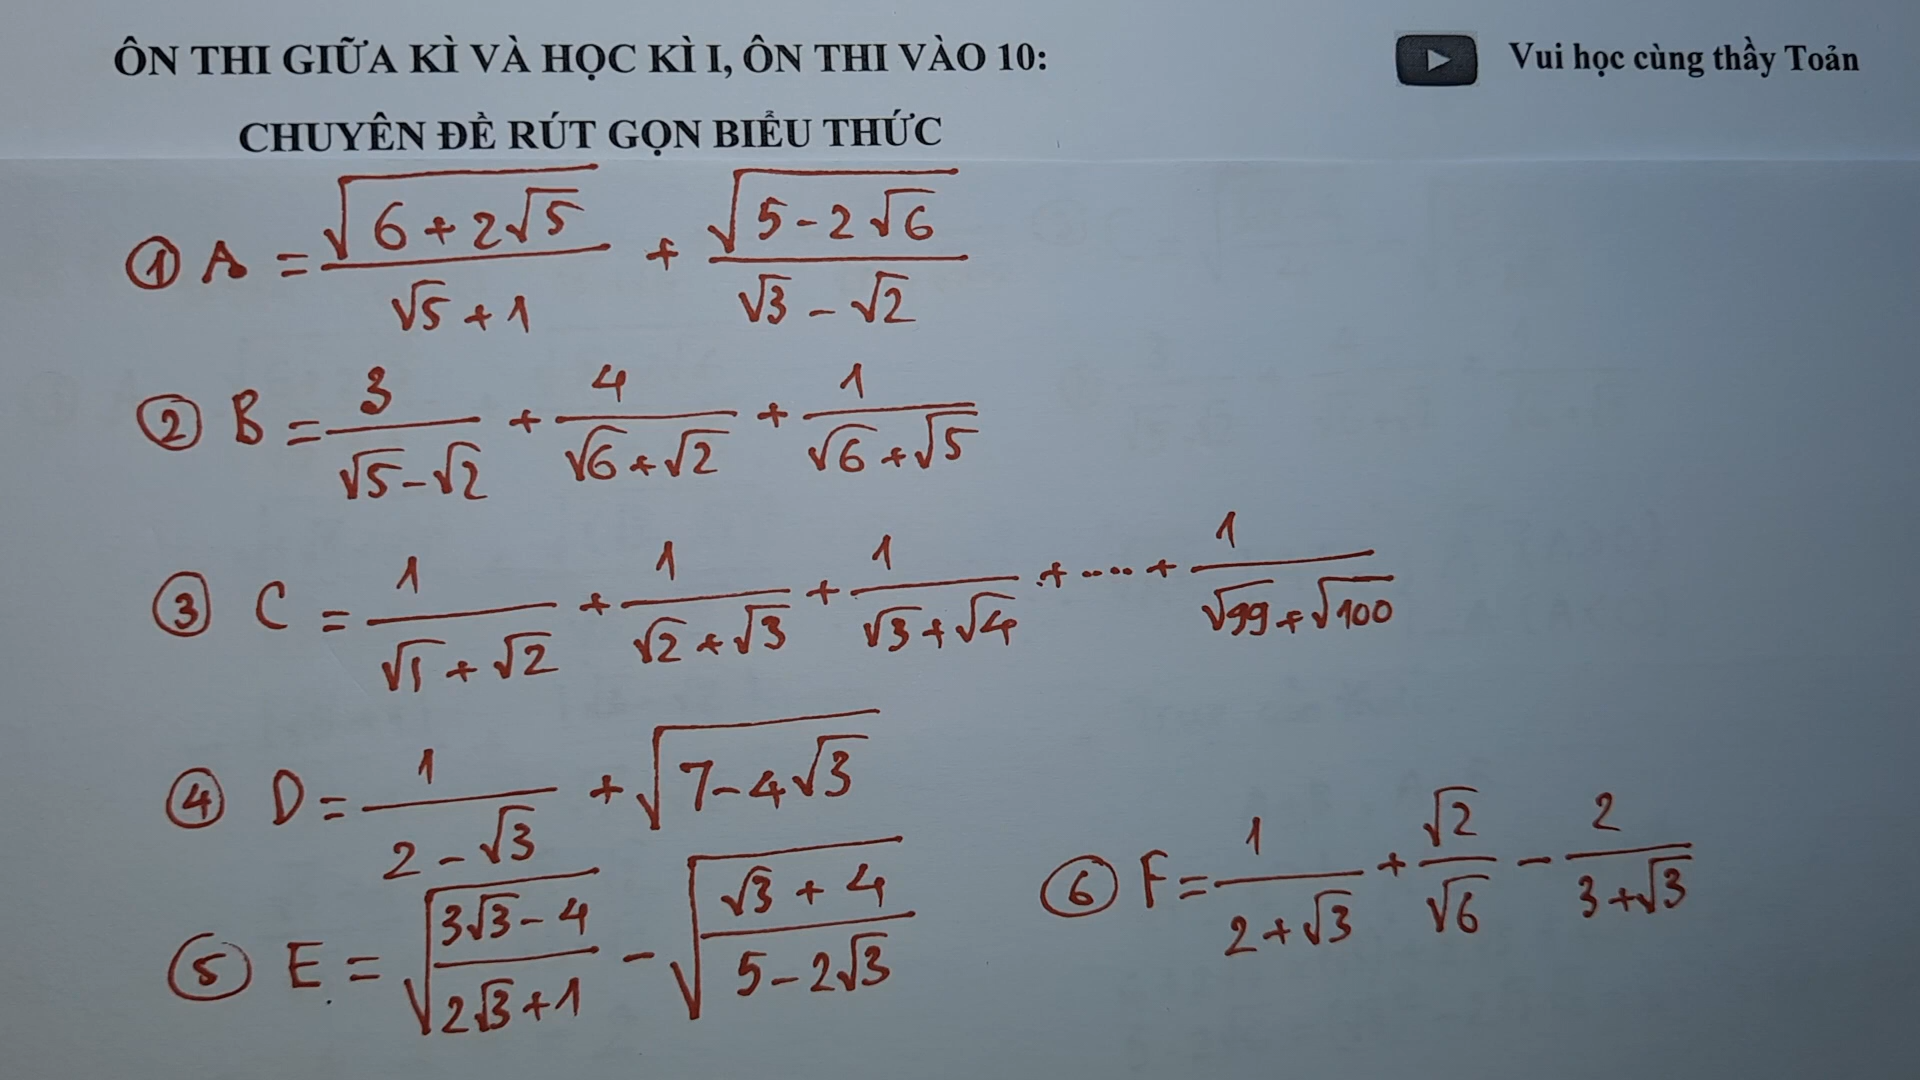 ÔN THI GIỮA KÌ VÀ HỌC KÌ I, ÔN THI VÀO 10:
Vui học cùng thầy Toản
CHUYÊN ĐỀ RÚT GỌN BIỂU THỨC
① A = √(6+2√5)/(√5+1) + √(5-2√6)/(√3-√2)
② B = 3/(√5-√2) + 4/(√6+√2) + 1/(√6+√5)
③ C = 1/(√1+√2) + 1/(√2+√3) + 1/(√3+√4) + .... + 1/(√99+√100)
④ D = 1/(2-√3) + √(7-4√3)
⑤ E = √((3√3-4)/(2√3+1)) - √((√3+4)/(5-2√3))
⑥ F = 1/(2+√3) + √2/√6 - 2/(3+√3)